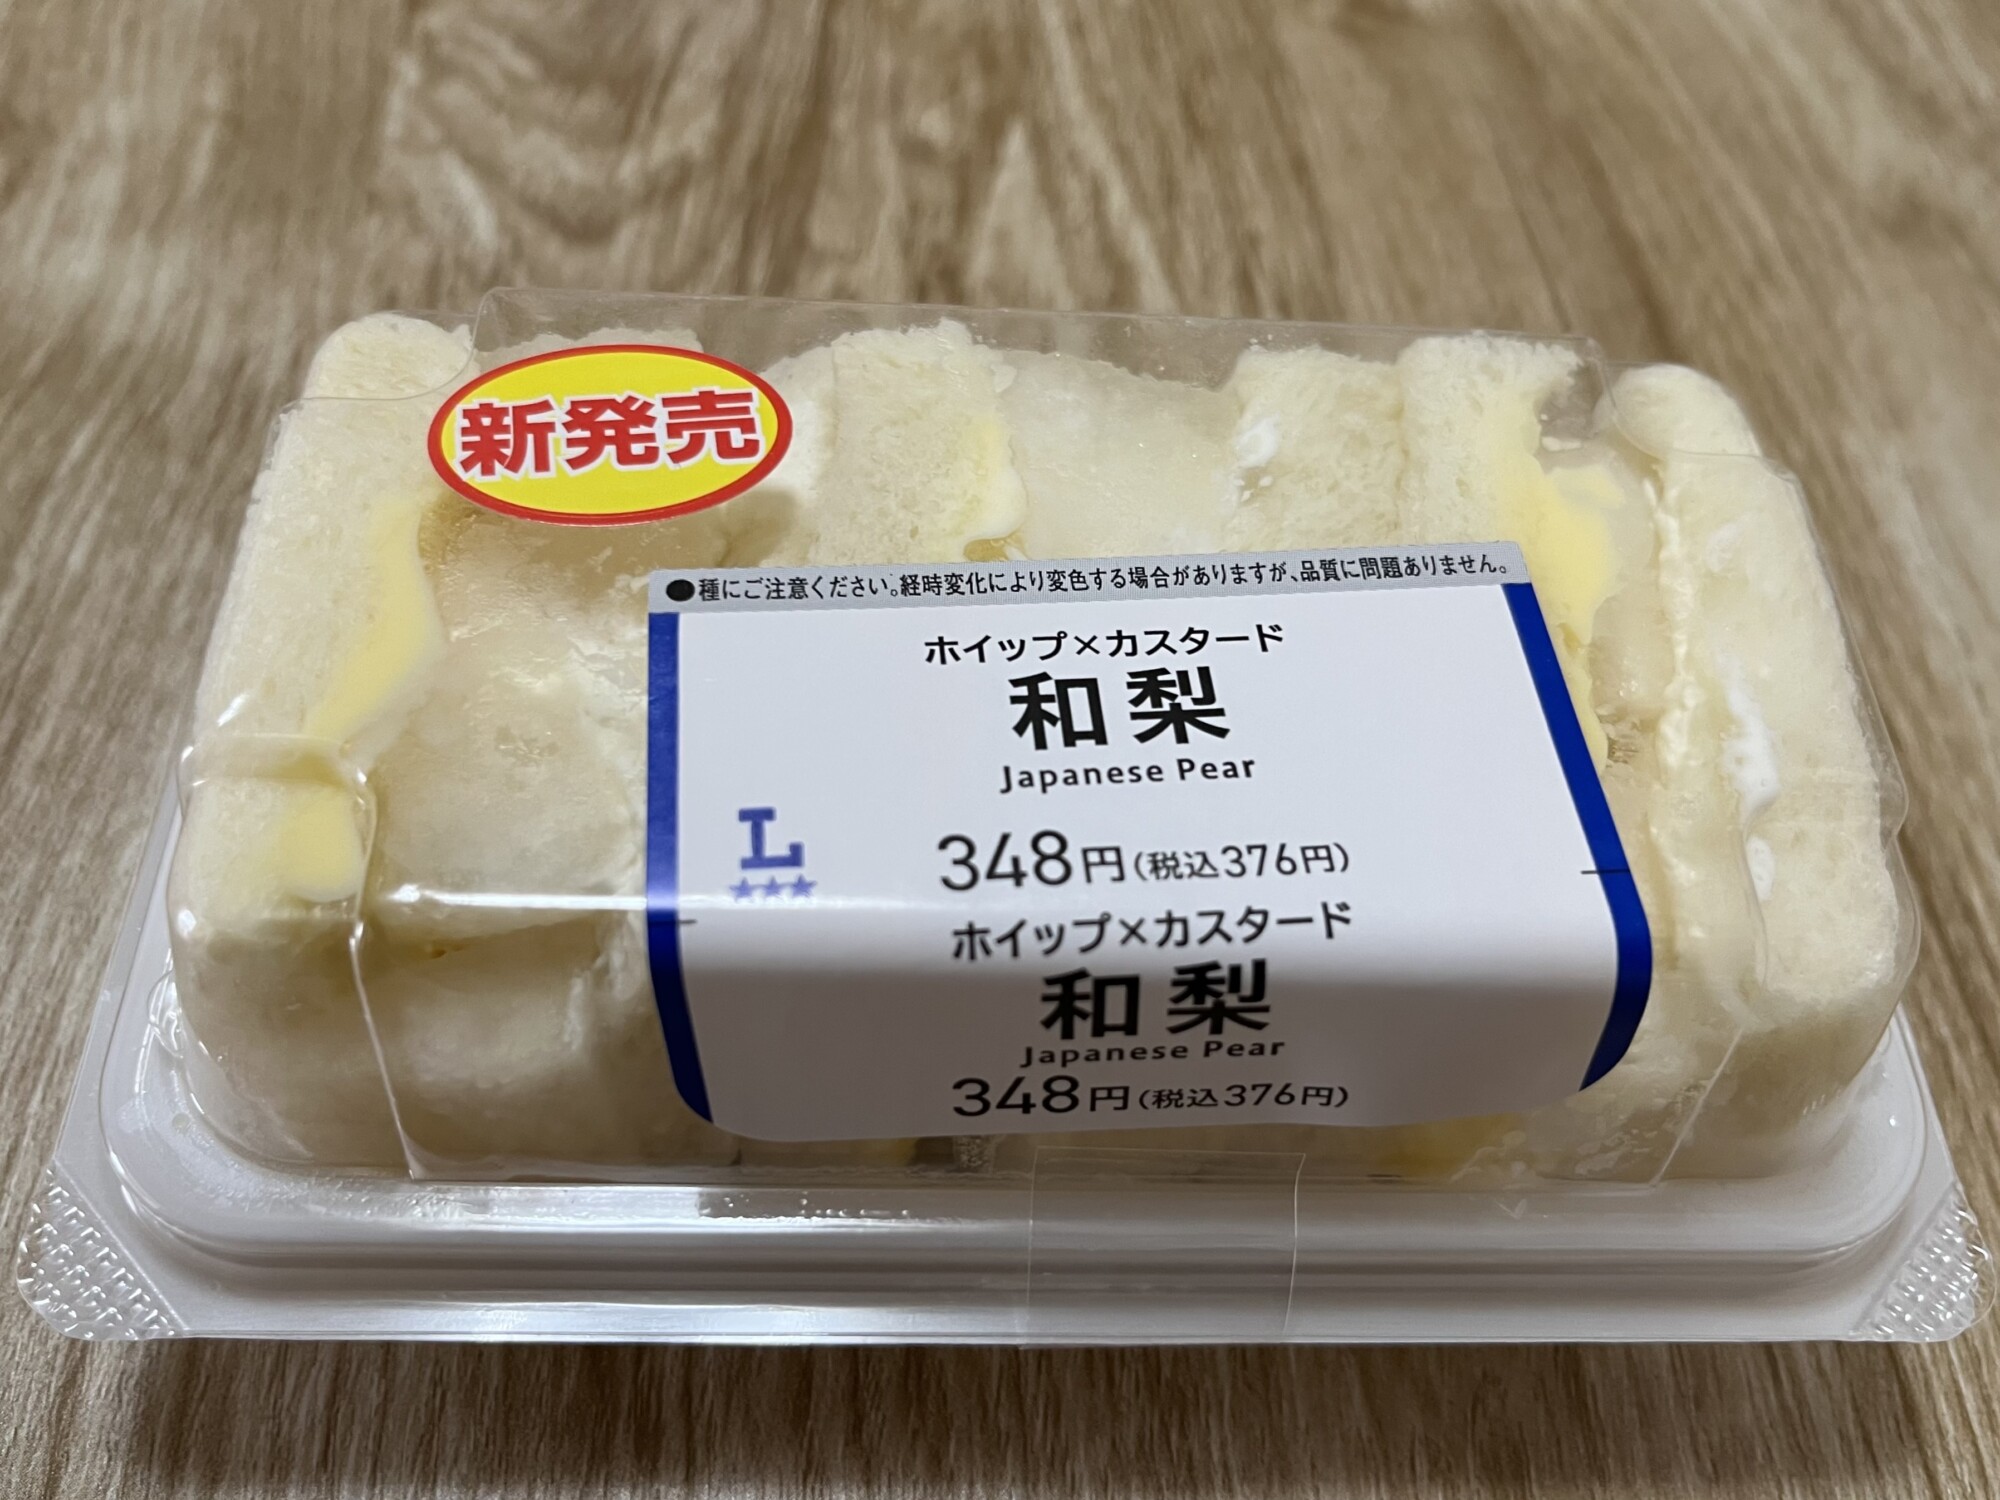 新発売
●種にご注意ください。経時変化により変色する場合がありますが、品質に問題ありません。
ホイップ×カスタード
和梨
Japanese Pear
L
★★★
348円(税込376円)
ホイップ×カスタード
和梨
Japanese Pear
348円(税込376円)